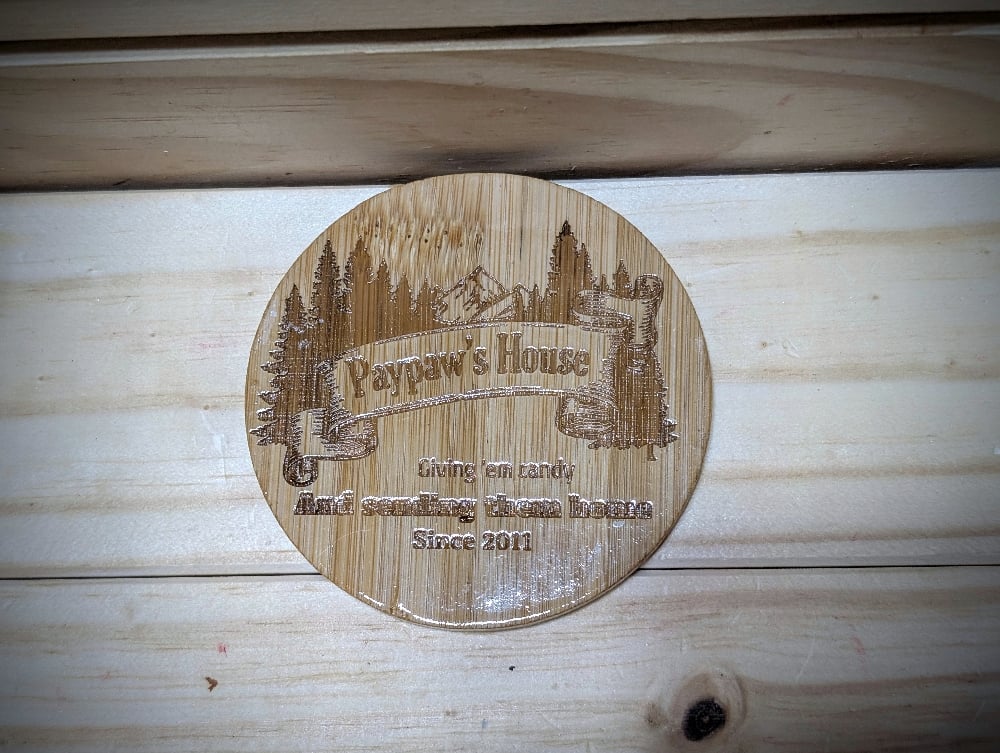 Paypaw's House
Giving 'em candy
And sending them home
Since 2011